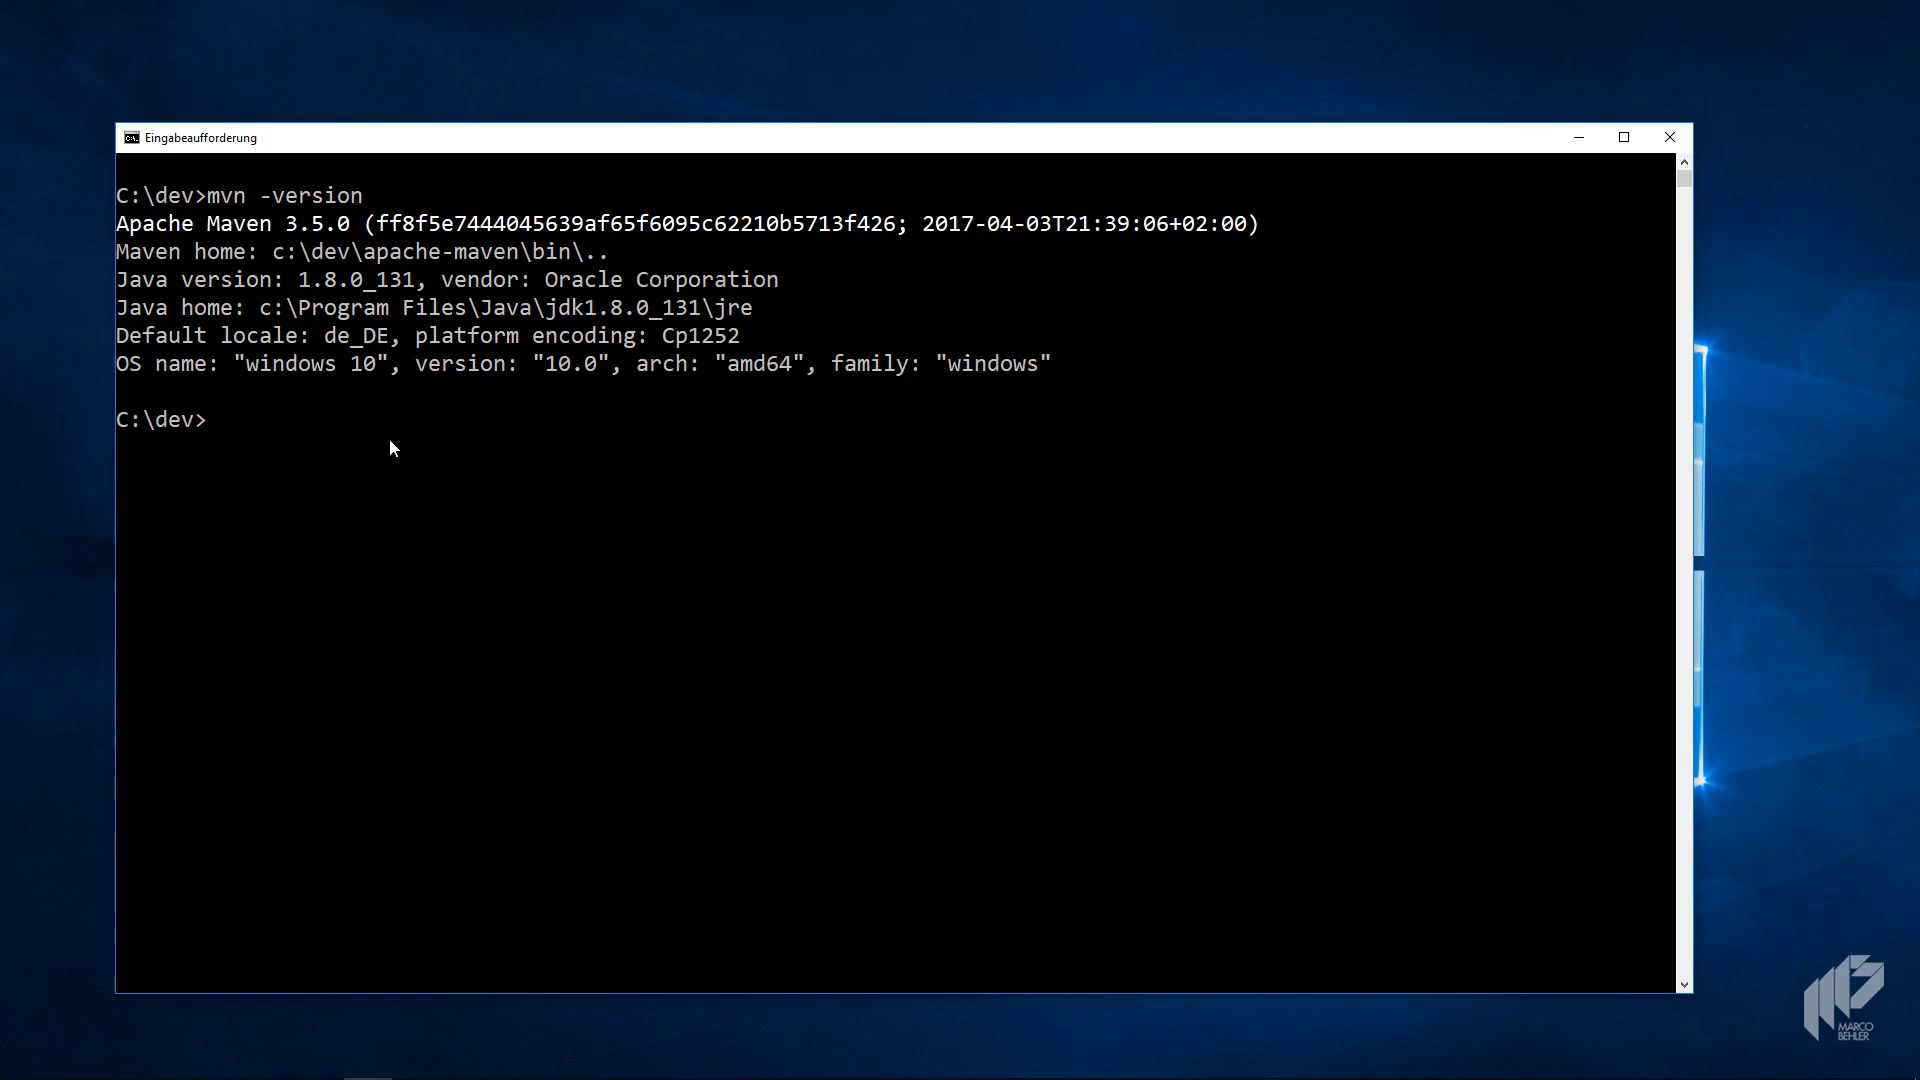 Eingabeaufforderung
C:\dev>mvn -version
Apache Maven 3.5.0 (ff8f5e7444045639af65f6095c62210b5713f426; 2017-04-03T21:39:06+02:00)
Maven home: c:\dev\apache-maven\bin\..
Java version: 1.8.0_131, vendor: Oracle Corporation
Java home: c:\Program Files\Java\jdk1.8.0_131\jre
Default locale: de_DE, platform encoding: Cp1252
OS name: "windows 10", version: "10.0", arch: "amd64", family: "windows"
C:\dev>
MARCO
BEHLER